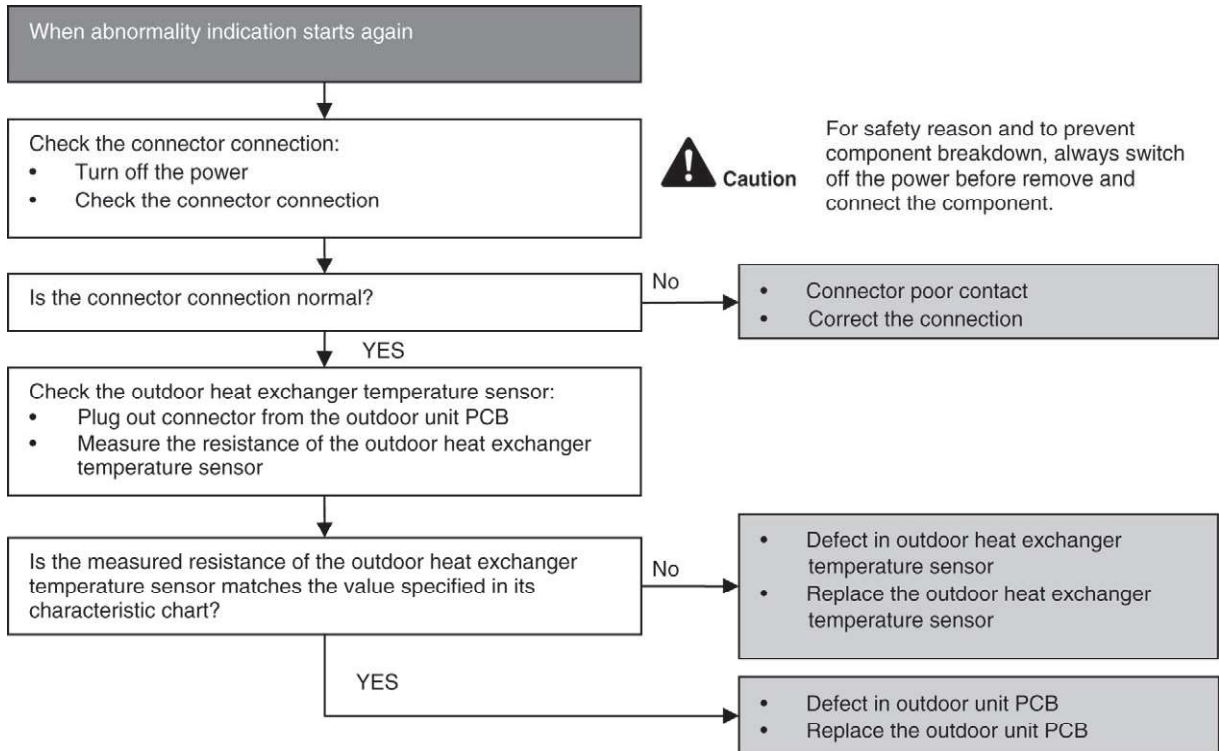 When abnormality indication starts again
Check the connector connection:
• Turn off the power
• Check the connector connection
Caution
For safety reason and to prevent
component breakdown, always switch
off the power before remove and
connect the component.
Is the connector connection normal?
No
• Connector poor contact
• Correct the connection
YES
Check the outdoor heat exchanger temperature sensor:
• Plug out connector from the outdoor unit PCB
• Measure the resistance of the outdoor heat exchanger
temperature sensor
Is the measured resistance of the outdoor heat exchanger
temperature sensor matches the value specified in its
characteristic chart?
No
• Defect in outdoor heat exchanger
temperature sensor
• Replace the outdoor heat exchanger
temperature sensor
YES
• Defect in outdoor unit PCB
• Replace the outdoor unit PCB